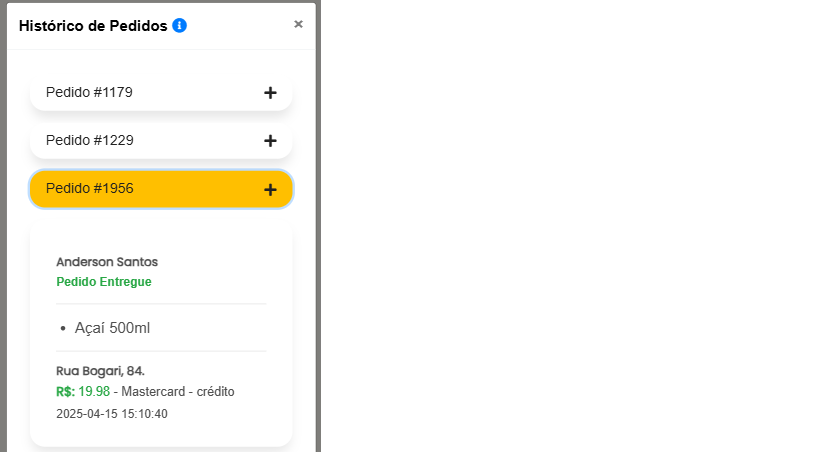 Histórico de Pedidos
×
Pedido #1179 +
Pedido #1229 +
Pedido #1956 +
Anderson Santos
Pedido Entregue
• Açaí 500ml
Rua Bogari, 84.
R$: 19.98 - Mastercard - crédito
2025-04-15 15:10:40